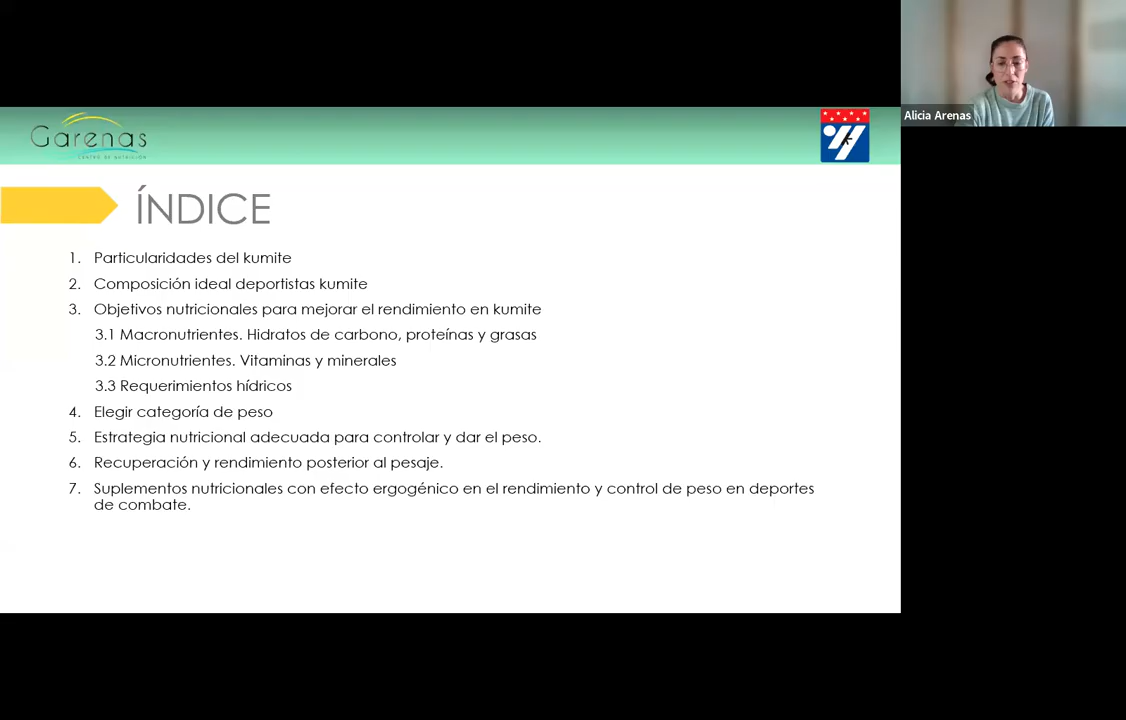 Alicia Arenas
Garenas
CENTRO DE NUTRICIÓN
ÍNDICE
1. Particularidades del kumite
2. Composición ideal deportistas kumite
3. Objetivos nutricionales para mejorar el rendimiento en kumite
3.1 Macronutrientes. Hidratos de carbono, proteínas y grasas
3.2 Micronutrientes. Vitaminas y minerales
3.3 Requerimientos hídricos
4. Elegir categoría de peso
5. Estrategia nutricional adecuada para controlar y dar el peso.
6. Recuperación y rendimiento posterior al pesaje.
7. Suplementos nutricionales con efecto ergogénico en el rendimiento y control de peso en deportes
de combate.